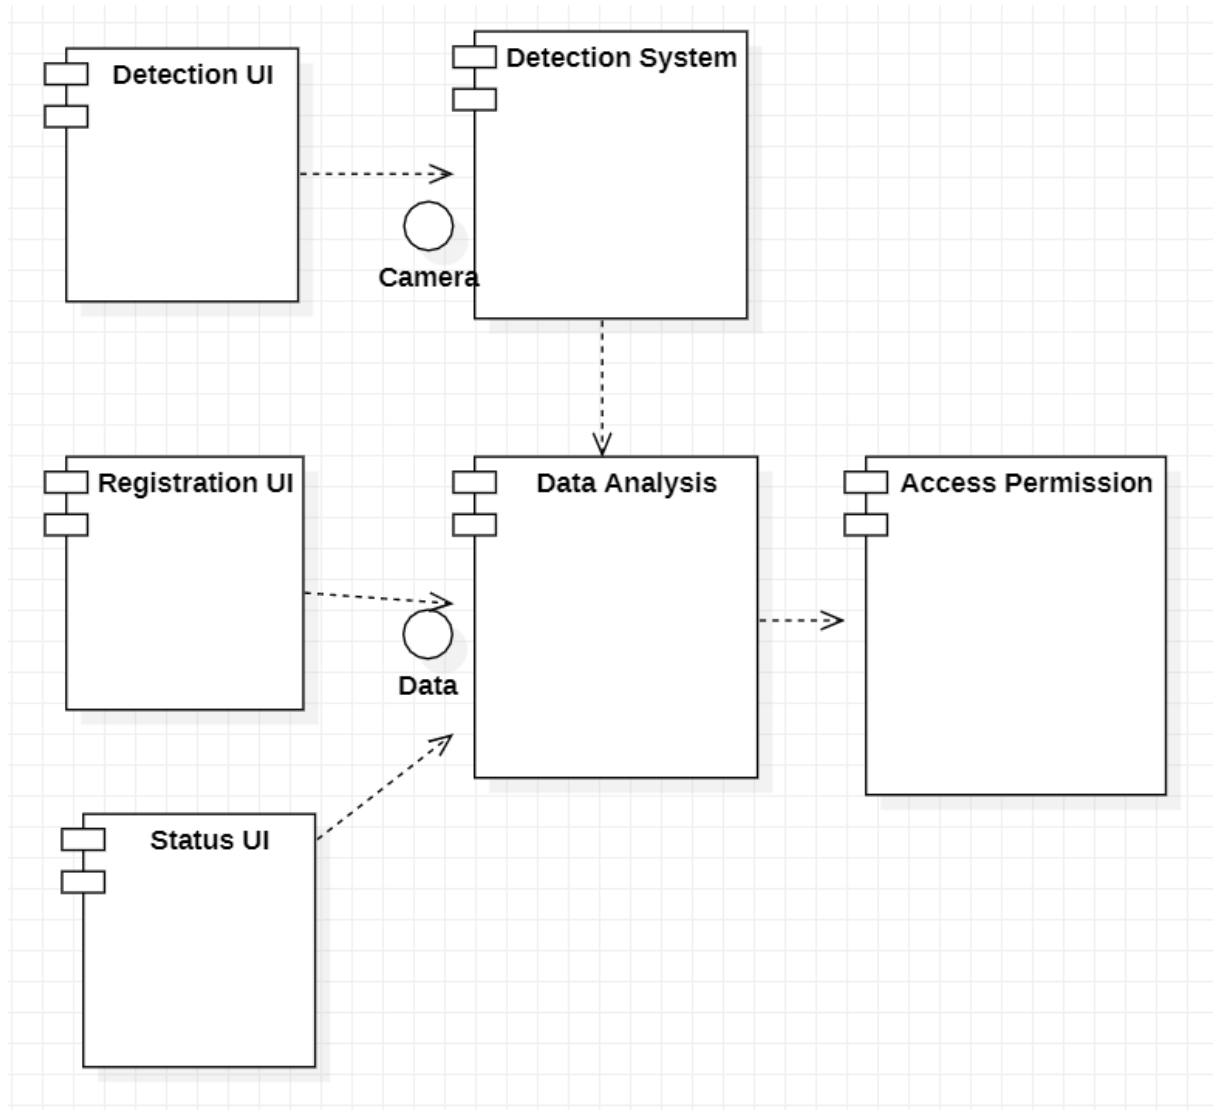 Detection UI
Detection System
Camera
Registration UI
Data Analysis
Access Permission
Data
Status UI